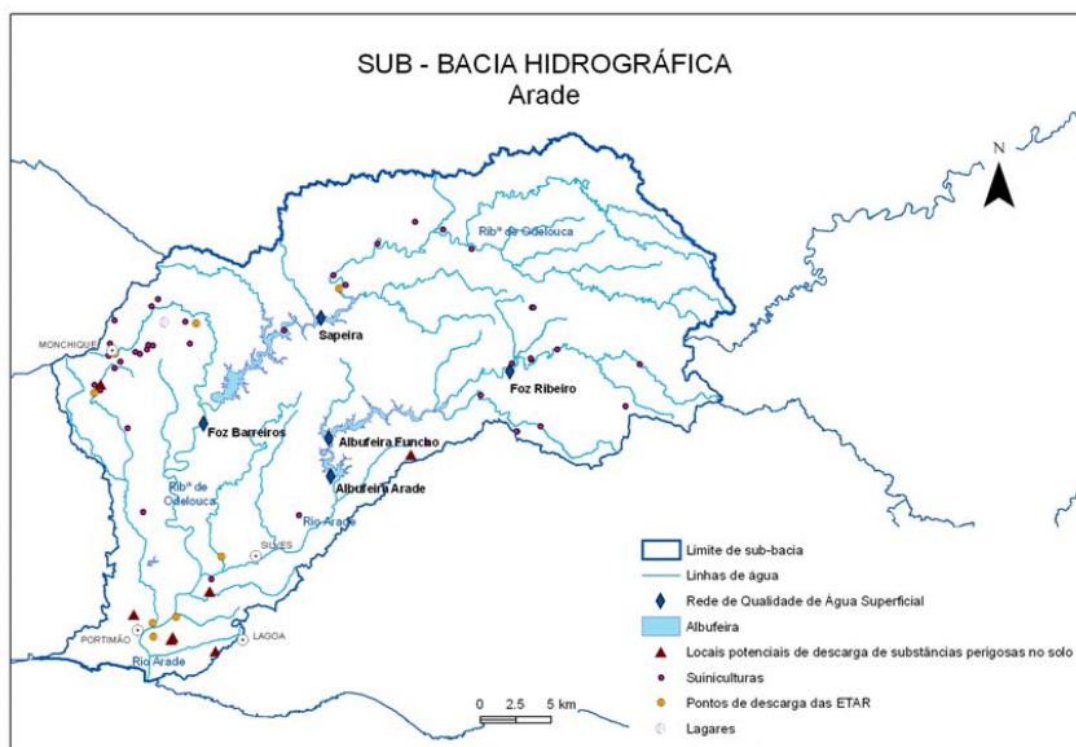 SUB - BACIA HIDROGRÁFICA
Arade
N
Ribª de Odelouca
Sapeira
MONCHIQUE
Foz Ribeiro
Foz Barreiros
Albufeira Funcho
Albufeira Arade
Ribª de
Odelouca
Rio Arade
SILVES
PORTIMÃO
LAGOA
Rio Arade
Limite de sub-bacia
Linhas de água
Rede de Qualidade de Água Superficial
Albufeira
Locais potenciais de descarga de substâncias perigosas no solo
Suiniculturas
Pontos de descarga das ETAR
Lagares
0 2.5 5 km